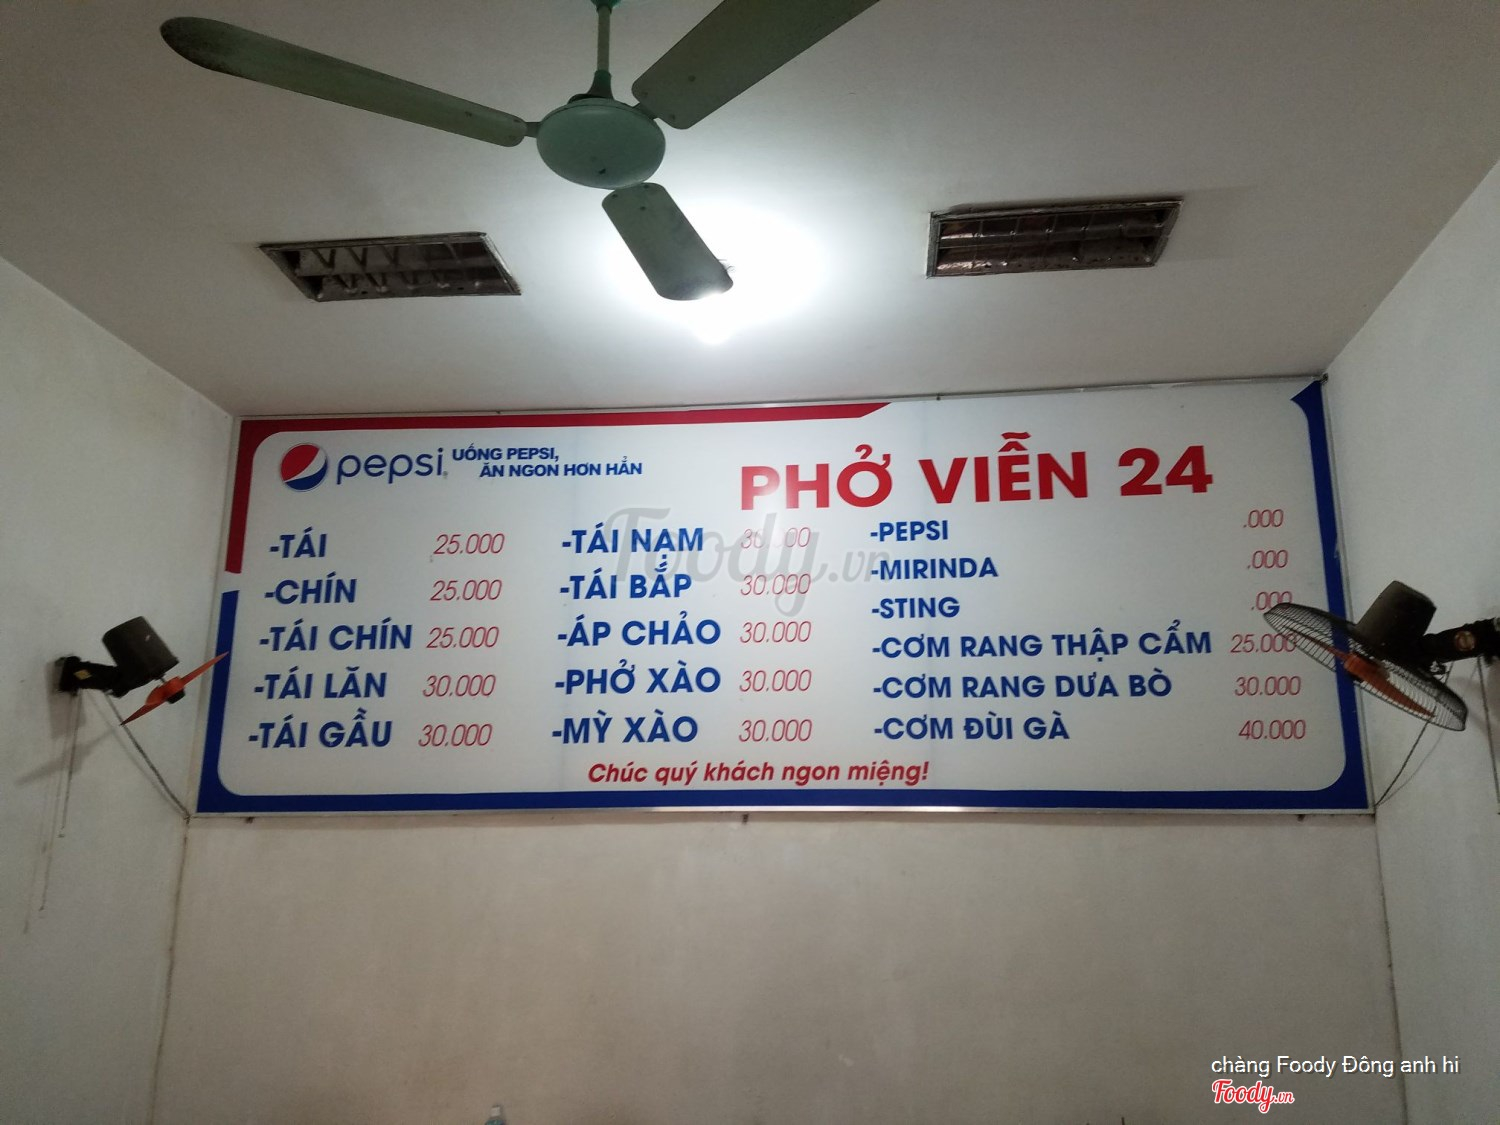 pepsi UỐNG PEPSI,
ĂN NGON HƠN HẲN
PHỞ VIỄN 24
-TÁI 25.000
-CHÍN 25.000
-TÁI CHÍN 25.000
-TÁI LĂN 30.000
-TÁI GẦU 30.000
-TÁI NẠM
-TÁI BẮP 30.000
-ÁP CHẢO 30.000
-PHỞ XÀO 30.000
-MỲ XÀO 30.000
-PEPSI .000
-MIRINDA .000
-STING .000
-CƠM RANG THẬP CẨM 25.000
-CƠM RANG DƯA BÒ 30.000
-CƠM ĐÙI GÀ 40.000
Chúc quý khách ngon miệng!
Foody.vn
chàng Foody Đông anh hi
Foody.vn